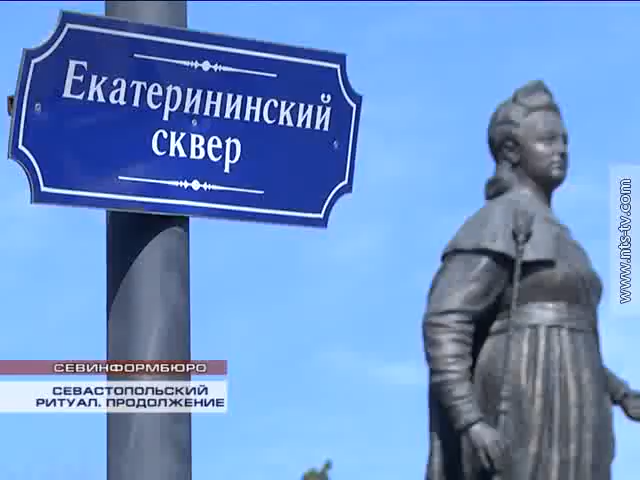 Екатерининский
сквер
www.nts-tv.com
СЕВИНФОРМБЮРО
СЕВАСТОПОЛЬСКИЙ
РИТУАЛ. ПРОДОЛЖЕНИЕ